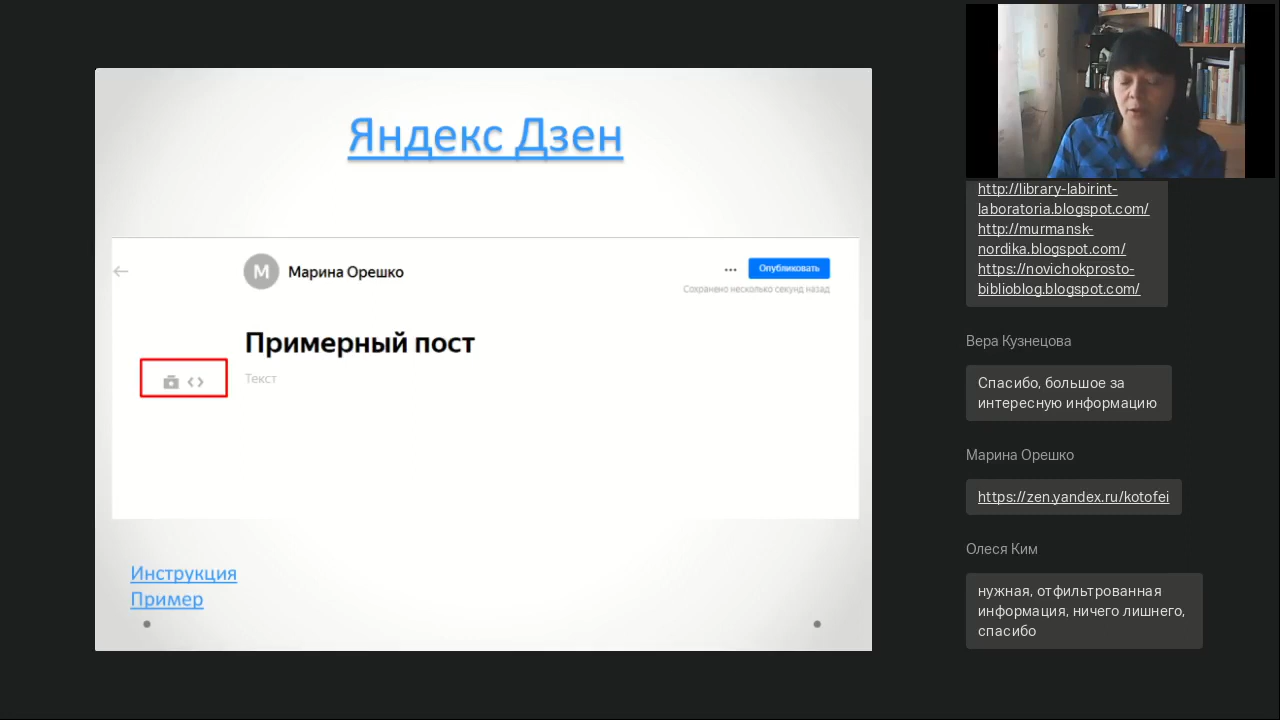 Яндекс Дзен
М
Марина Орешко
Опубликовать
Сохранено несколько секунд назад
Примерный пост
Текст
Инструкция
Пример
http://library-labirint-
laboratoria.blogspot.com/
http://murmansk-
nordika.blogspot.com/
https://novichokprosto-
biblioblog.blogspot.com/
Вера Кузнецова
Спасибо, большое за
интересную информацию
Марина Орешко
https://zen.yandex.ru/kotofei
Олеся Ким
нужная, отфильтрованная
информация, ничего лишнего,
спасибо